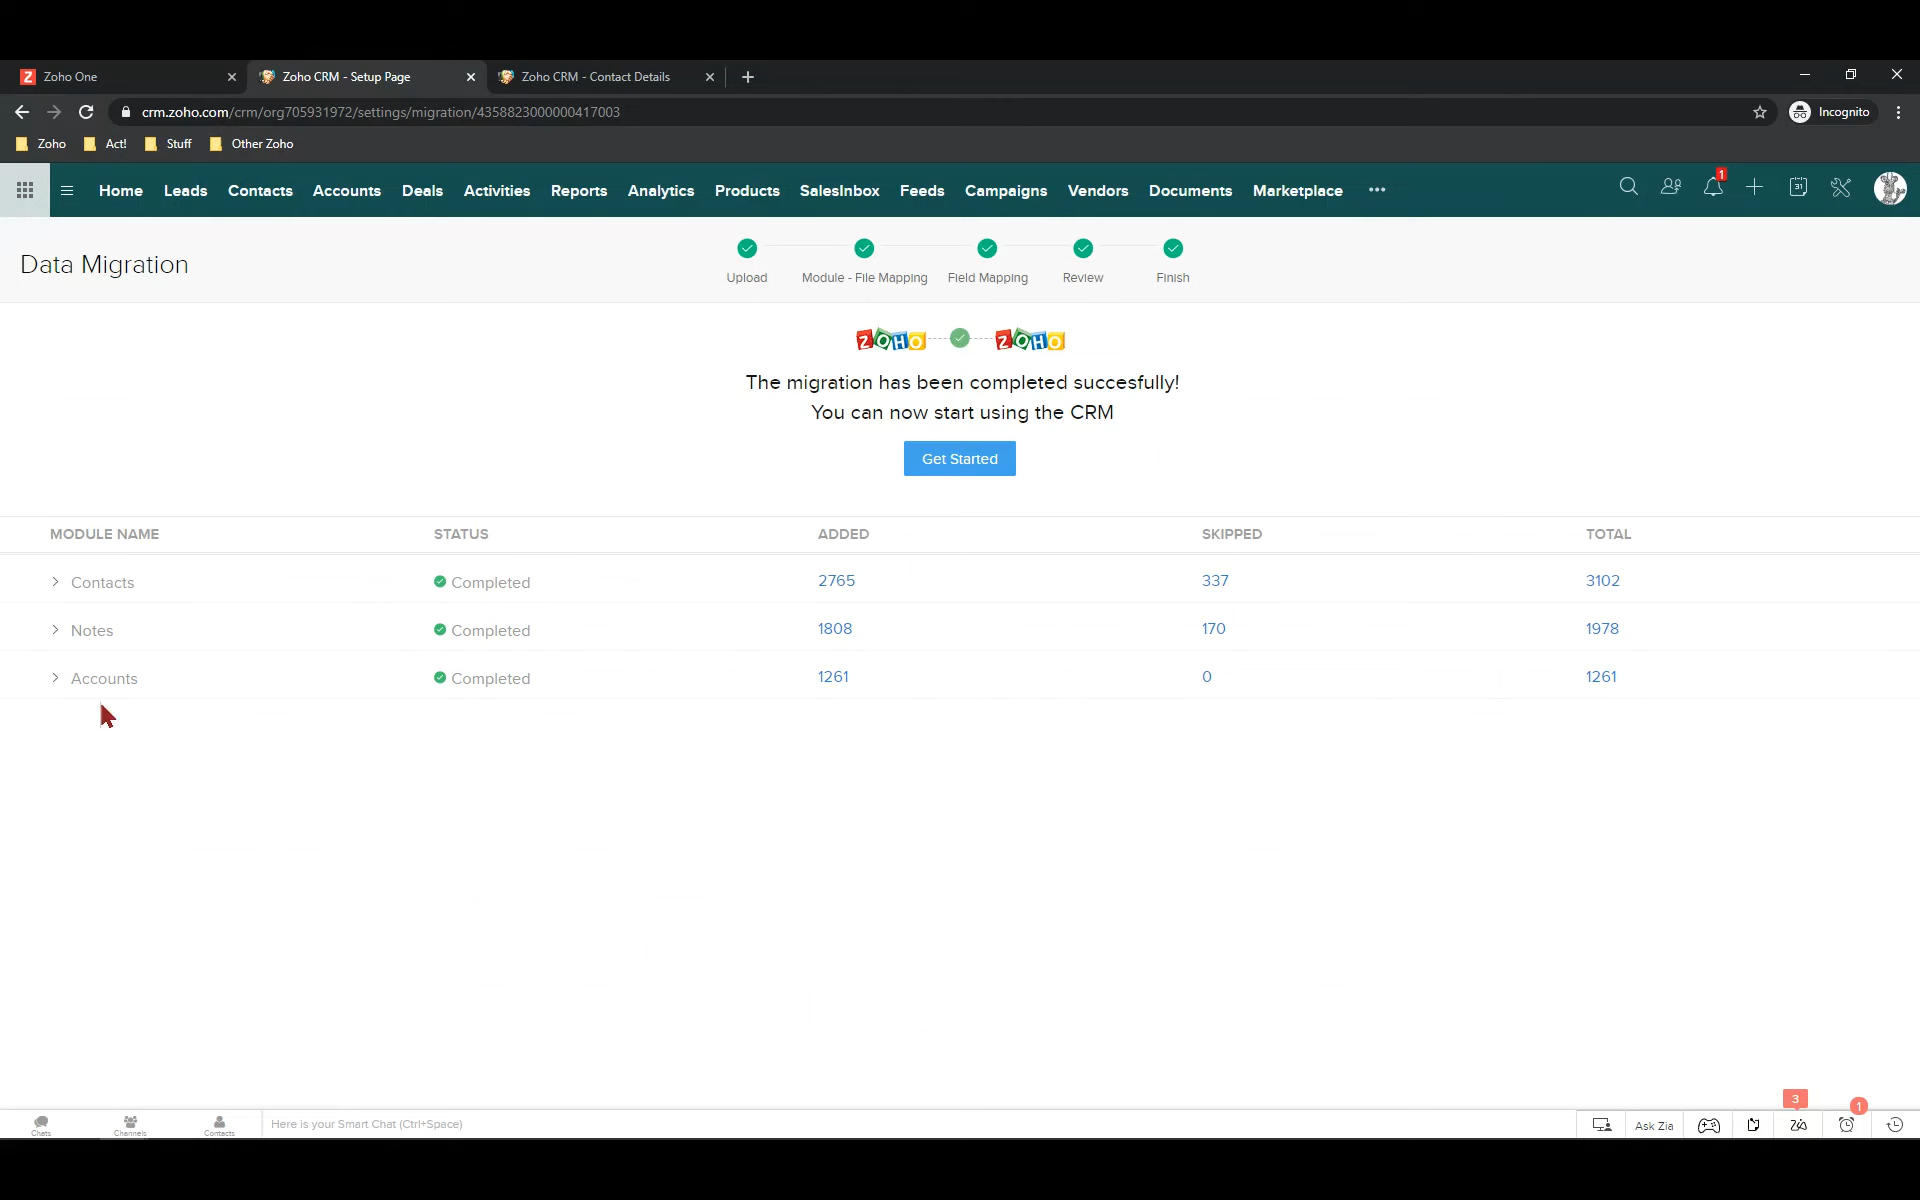 Zoho One
Zoho CRM - Setup Page
Zoho CRM - Contact Details
crm.zoho.com/crm/org705931972/settings/migration/4358823000000417003
Incognito
Zoho
Act!
Stuff
Other Zoho
Home Leads Contacts Accounts Deals Activities Reports Analytics Products SalesInbox Feeds Campaigns Vendors Documents Marketplace •••
1
31
Data Migration
Upload
Module - File Mapping
Field Mapping
Review
Finish
ZOHO ZOHO
The migration has been completed succesfully!
You can now start using the CRM
Get Started
MODULE NAME STATUS ADDED SKIPPED TOTAL
Contacts Completed 2765 337 3102
Notes Completed 1808 170 1978
Accounts Completed 1261 0 1261
3
1
Chats
Channels
Contacts
Here is your Smart Chat (Ctrl+Space)
Ask Zia